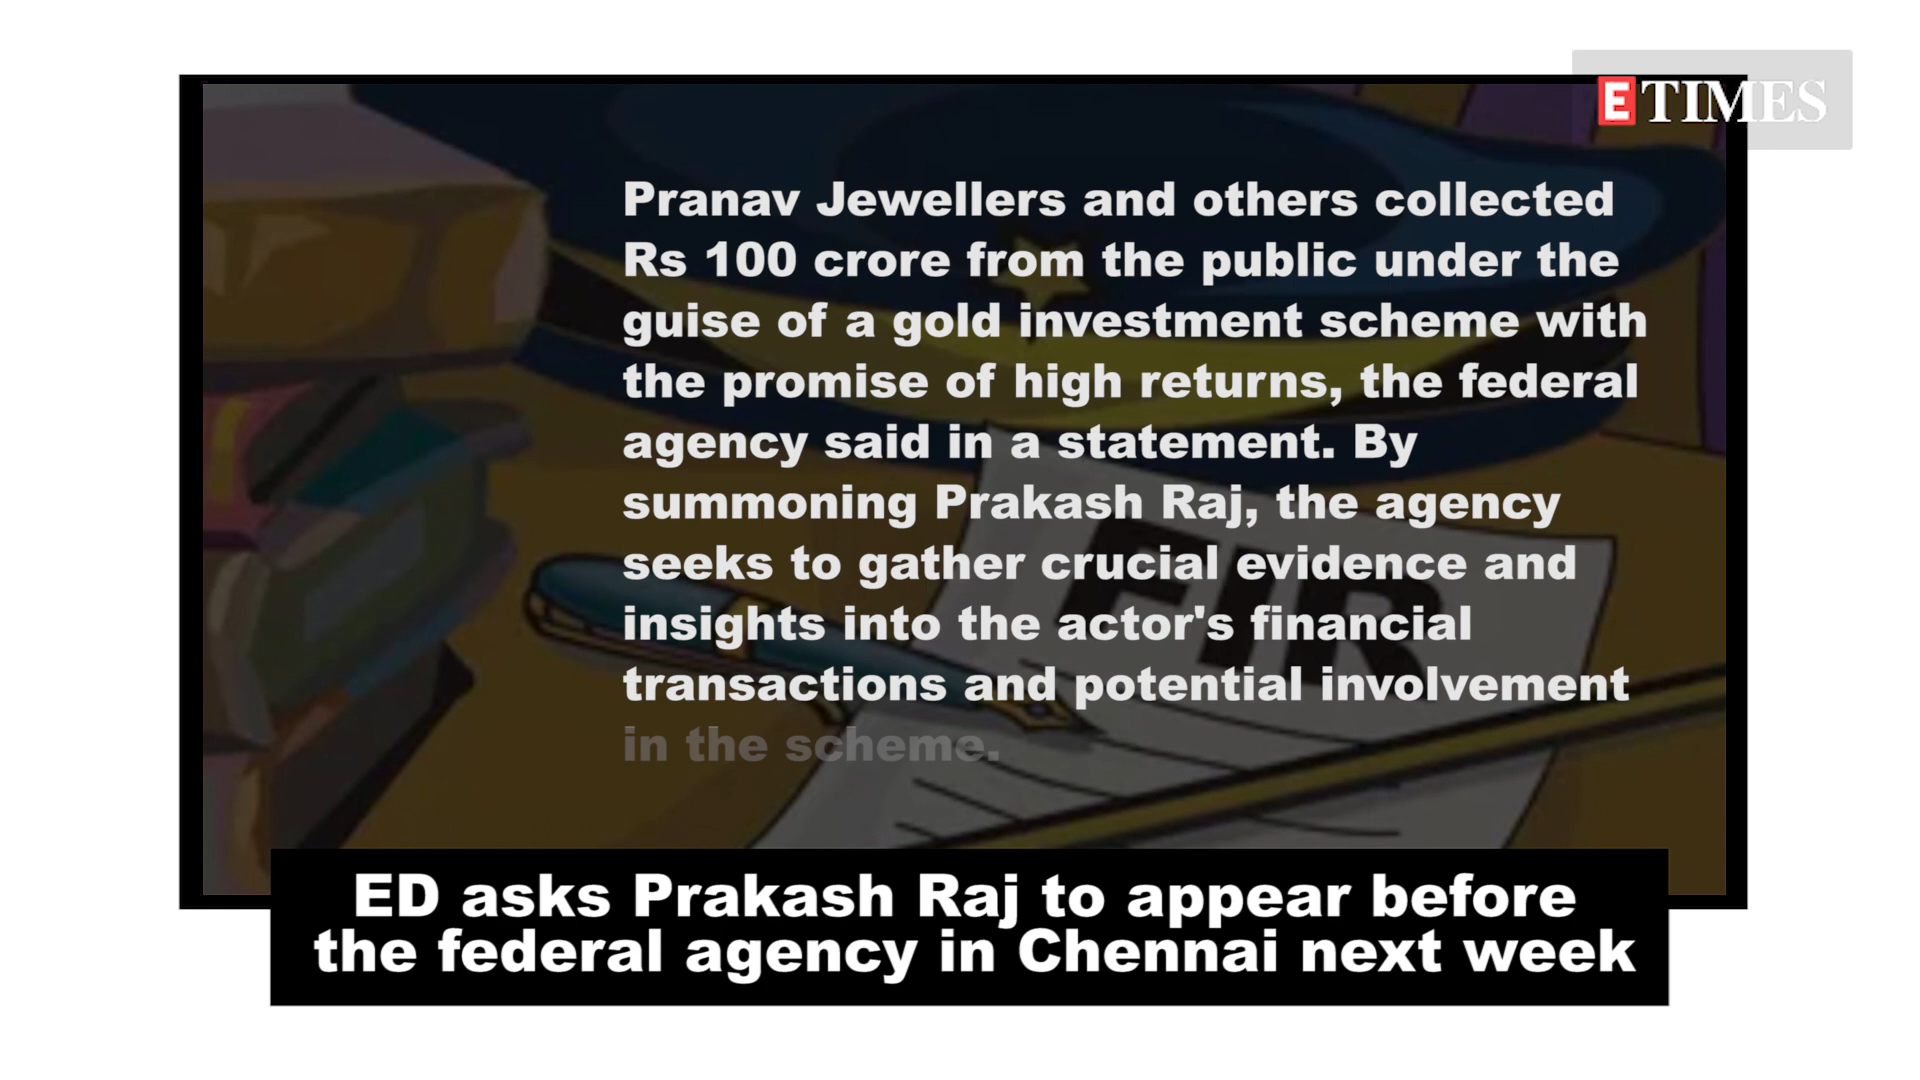 E TIMES
Pranav Jewellers and others collected
Rs 100 crore from the public under the
guise of a gold investment scheme with
the promise of high returns, the federal
agency said in a statement. By
summoning Prakash Raj, the agency
seeks to gather crucial evidence and
insights into the actor's financial
transactions and potential involvement
in the scheme.
FIR
ED asks Prakash Raj to appear before
the federal agency in Chennai next week